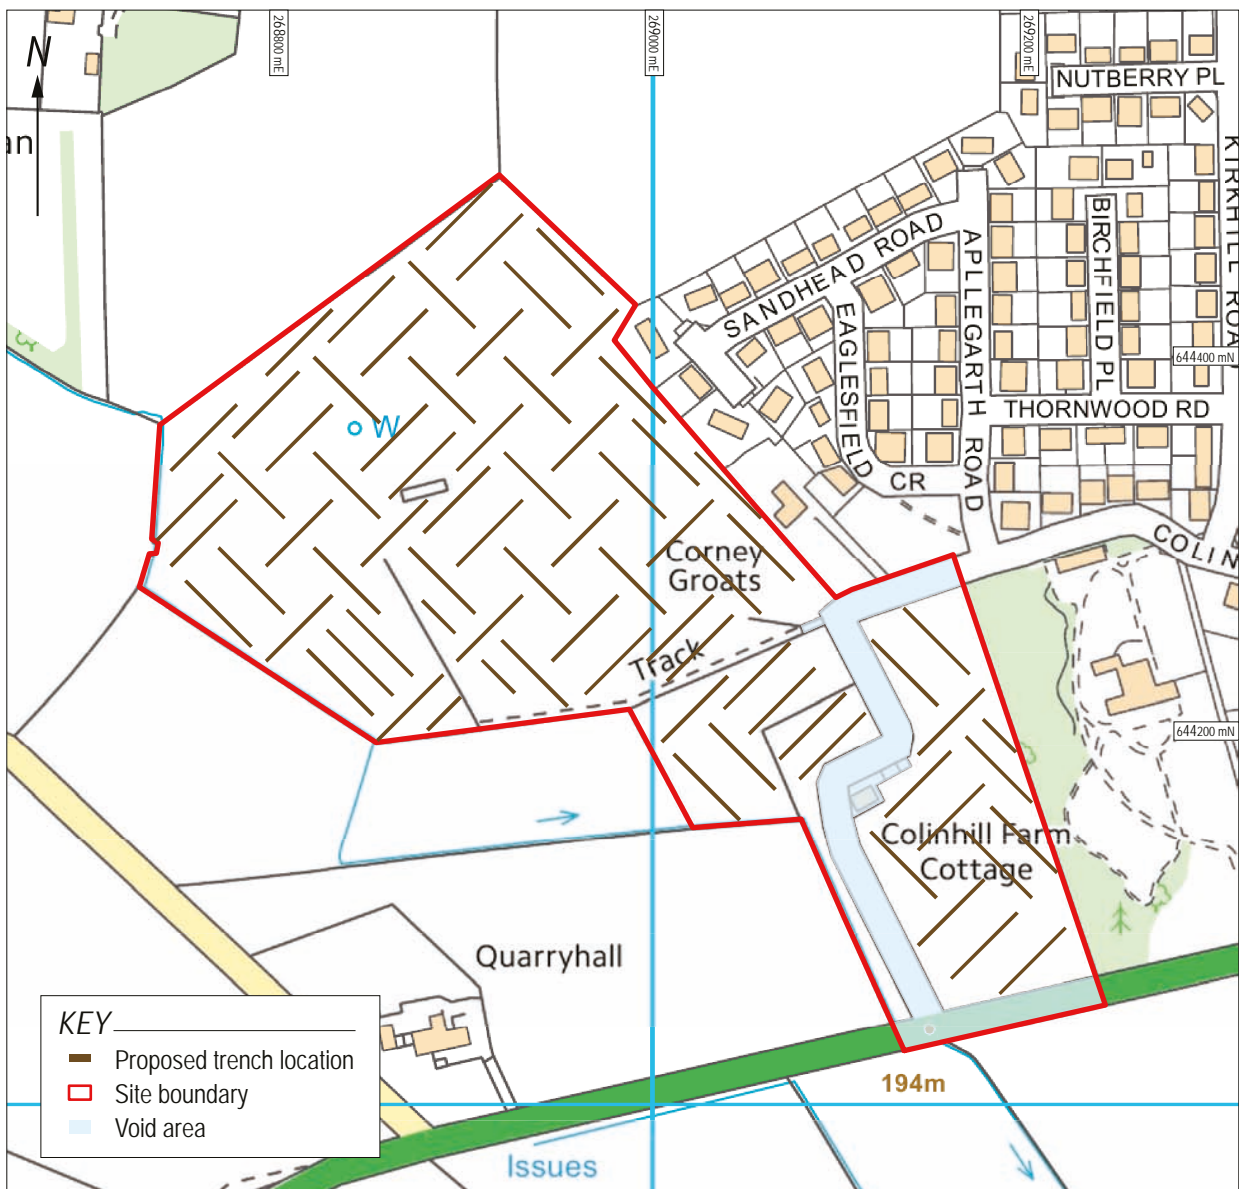 268800 mE
269000 mE
269200 mE
N
an
NUTBERRY PL
KIRKHILL ROAD
SANDHEAD ROAD
APLLEGARTH ROAD
BIRCHFIELD PL
EAGLESFIELD
CR
644400 mN
THORNWOOD RD
W
COLIN
Corney
Groats
Track
644200 mN
Colinhill Farm
Cottage
Quarryhall
KEY
Proposed trench location
Site boundary
Void area
194m
Issues